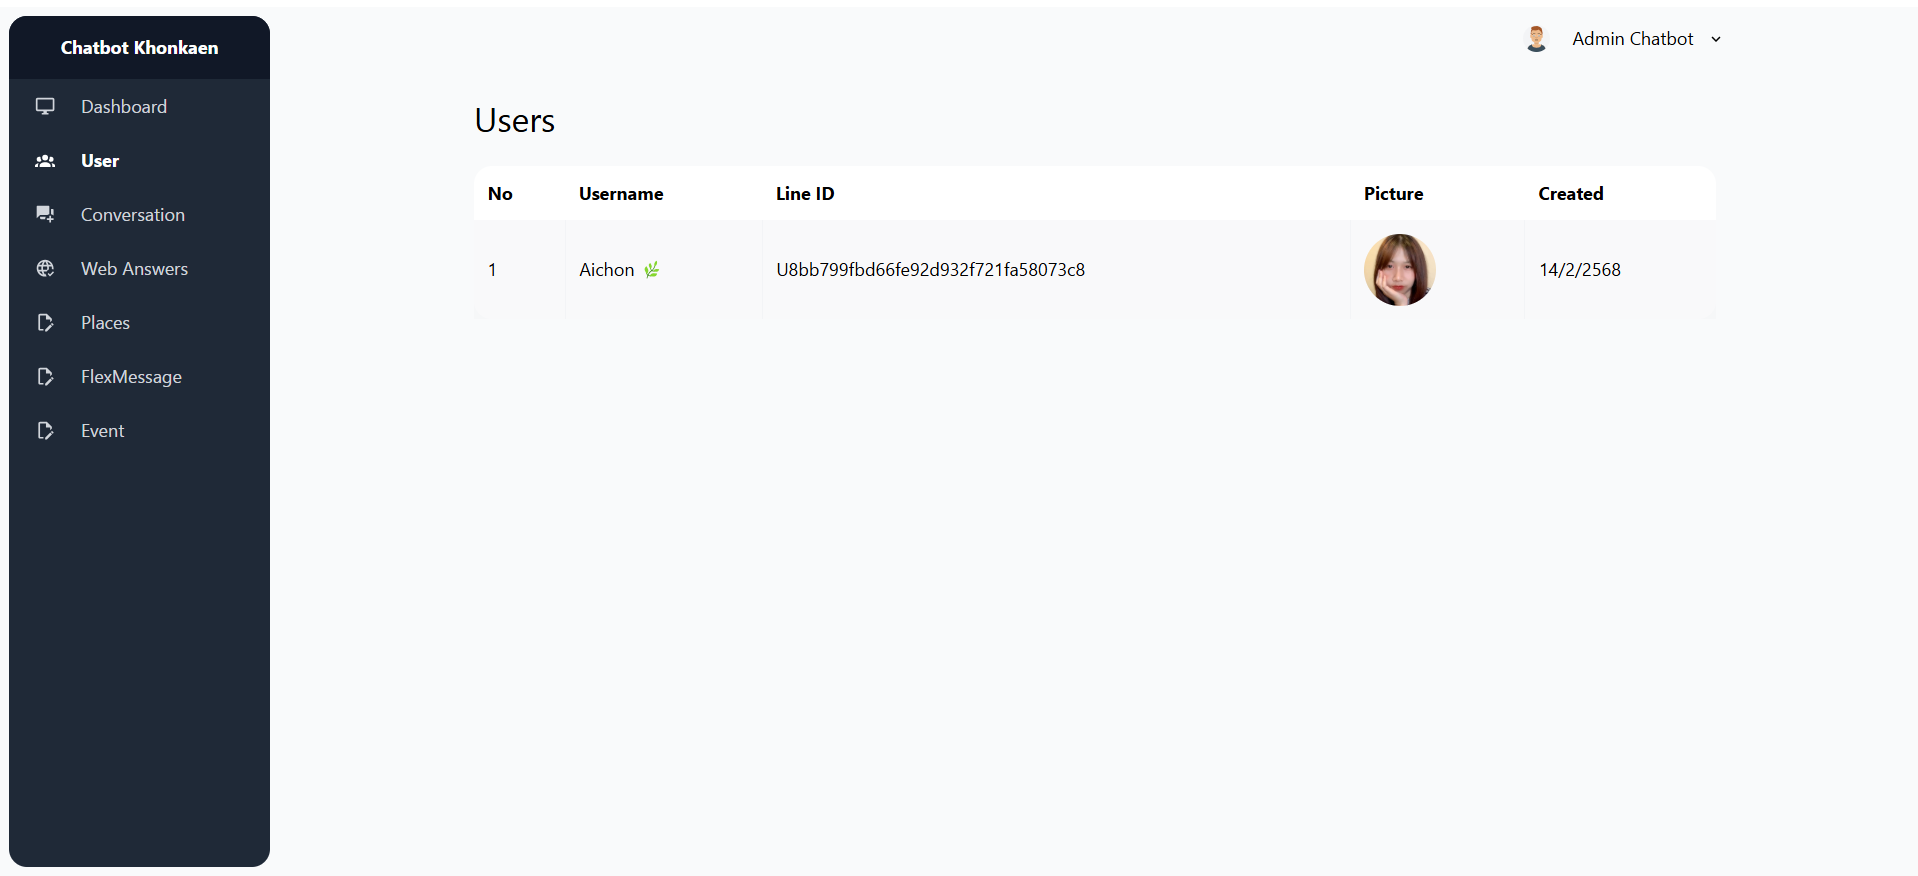 Chatbot Khonkaen
Admin Chatbot
Dashboard
User
Conversation
Web Answers
Places
FlexMessage
Event
Users
No Username Line ID Picture Created
1 Aichon 🌿 U8bb799fbd66fe92d932f721fa58073c8 14/2/2568